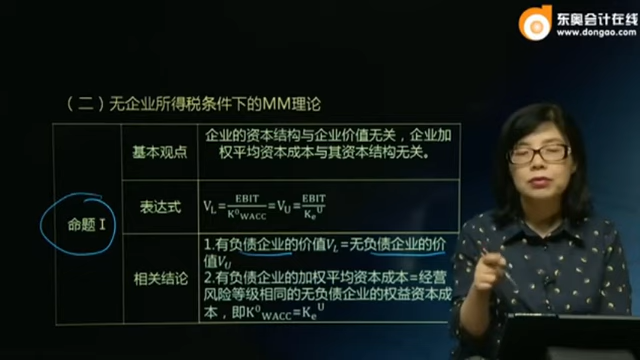 东奥会计在线
www.dongao.com
（二）无企业所得税条件下的MM理论
命题 I
基本观点
企业的资本结构与企业价值无关，企业加
权平均资本成本与其资本结构无关。
表达式
V_L=EBIT/K⁰_WACC=V_U=EBIT/K_e^U
相关结论
1.有负债企业的价值V_L=无负债企业的价
值V_U
2.有负债企业的加权平均资本成本=经营
风险等级相同的无负债企业的权益资本成
本，即K⁰_WACC=K_e^U